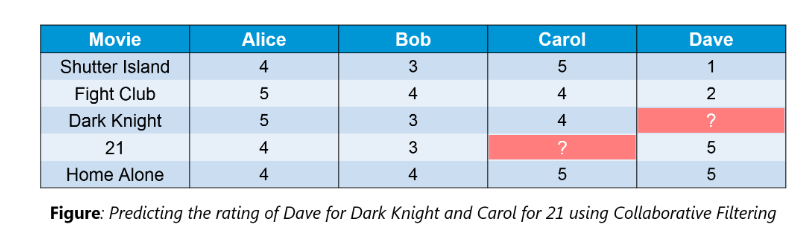 Movie Alice Bob Carol Dave
Shutter Island 4 3 5 1
Fight Club 5 4 4 2
Dark Knight 5 3 4 ?
21 4 3 ? 5
Home Alone 4 4 5 5
Figure: Predicting the rating of Dave for Dark Knight and Carol for 21 using Collaborative Filtering